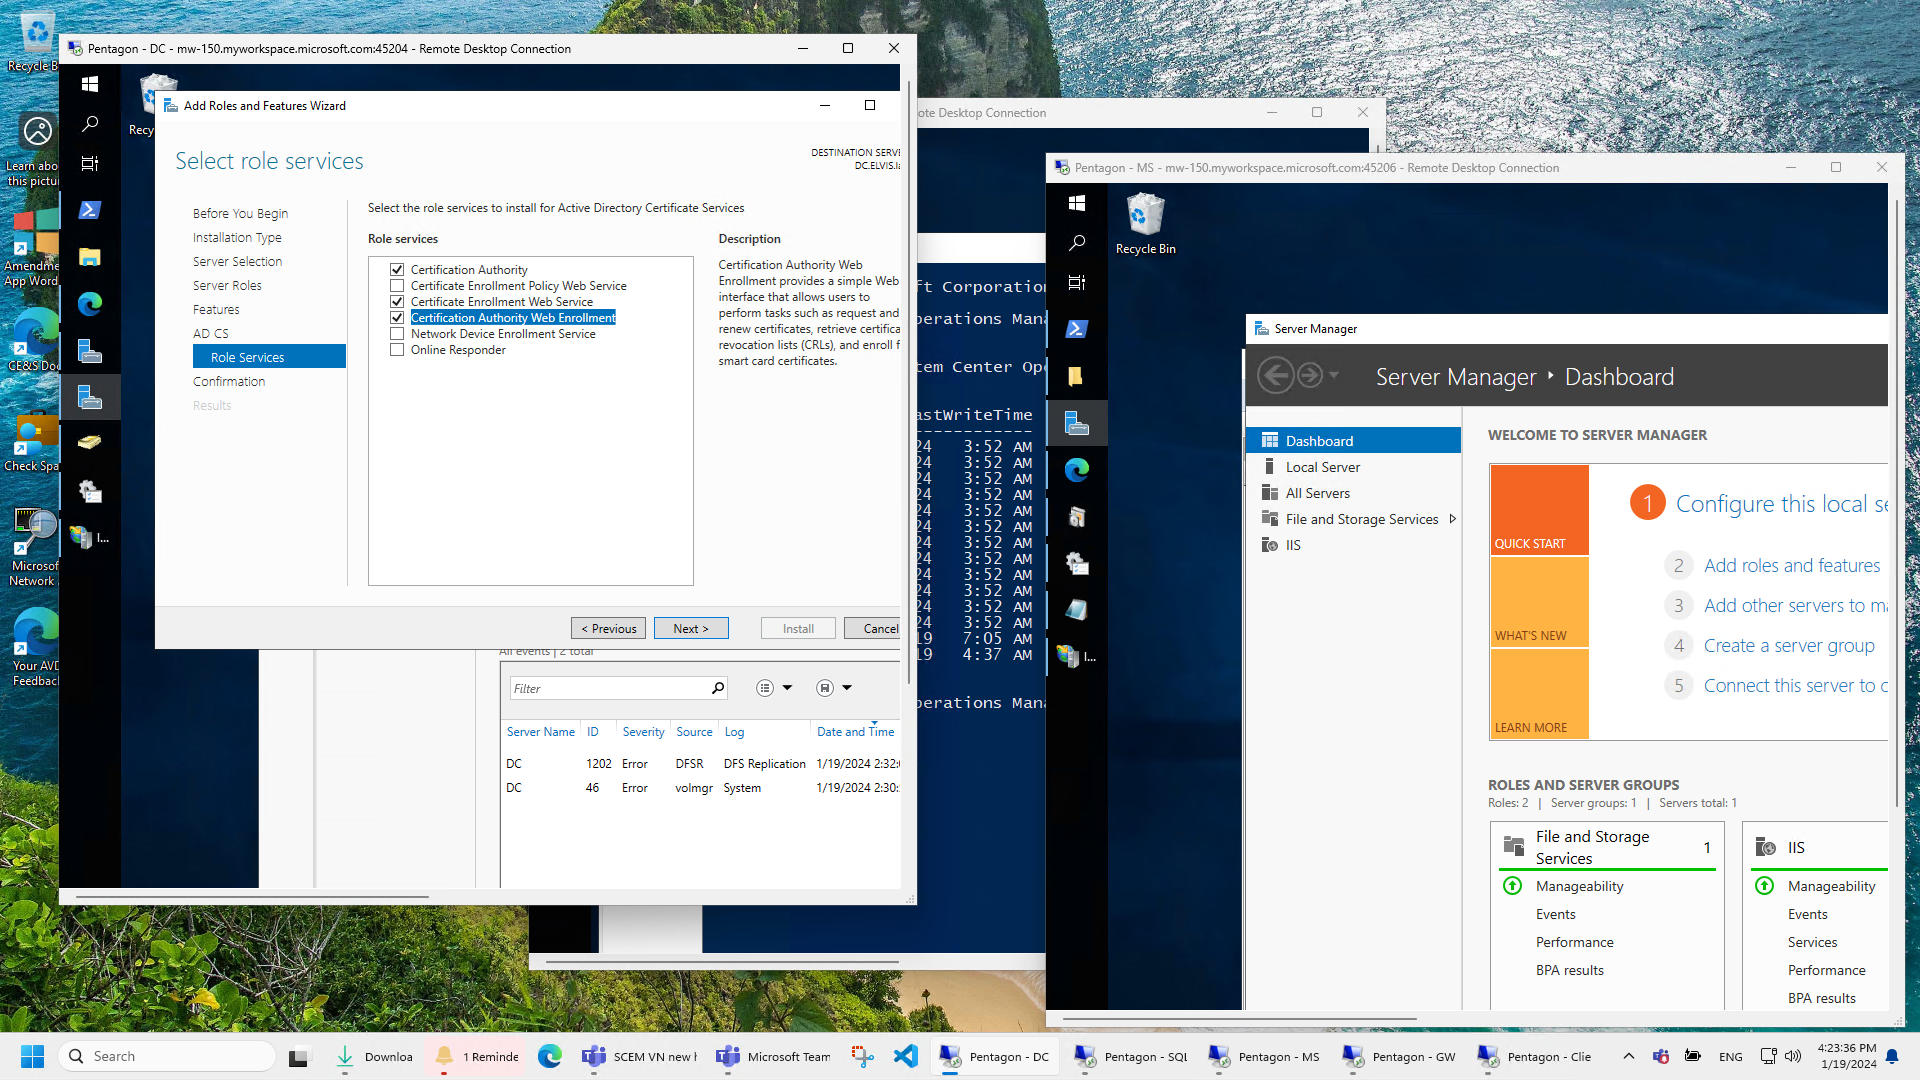 Recycle B
Learn abo
this pictu
Amendme
App Word
CE&S Doc
Check Spa
Microsof
Network
Your AVD
Feedbac
Pentagon - DC - mw-150.myworkspace.microsoft.com:45204 - Remote Desktop Connection
Recy
I...
Add Roles and Features Wizard
Select role services
DESTINATION SERVE
DC.ELVIS.la
Before You Begin
Installation Type
Server Selection
Server Roles
Features
AD CS
Role Services
Confirmation
Results
Select the role services to install for Active Directory Certificate Services
Role services
Certification Authority
Certificate Enrollment Policy Web Service
Certificate Enrollment Web Service
Certification Authority Web Enrollment
Network Device Enrollment Service
Online Responder
Description
Certification Authority Web
Enrollment provides a simple Web
interface that allows users to
perform tasks such as request and
renew certificates, retrieve certifica
revocation lists (CRLs), and enroll f
smart card certificates.
< Previous
Next >
Install
Cancel
All events | 2 total
Filter
Server Name ID Severity Source Log Date and Time
DC 1202 Error DFSR DFS Replication 1/19/2024 2:32:
DC 46 Error volmgr System 1/19/2024 2:30:
ote Desktop Connection
ft Corporation
perations Mana
tem Center Ope
astWriteTime
24 3:52 AM
24 3:52 AM
24 3:52 AM
24 3:52 AM
24 3:52 AM
24 3:52 AM
24 3:52 AM
24 3:52 AM
24 3:52 AM
24 3:52 AM
24 3:52 AM
24 3:52 AM
19 7:05 AM
19 4:37 AM
perations Mana
Pentagon - MS - mw-150.myworkspace.microsoft.com:45206 - Remote Desktop Connection
Recycle Bin
I...
Server Manager
Server Manager ‣ Dashboard
Dashboard
Local Server
All Servers
File and Storage Services
IIS
WELCOME TO SERVER MANAGER
QUICK START
WHAT'S NEW
LEARN MORE
1 Configure this local se
2 Add roles and features
3 Add other servers to ma
4 Create a server group
5 Connect this server to c
ROLES AND SERVER GROUPS
Roles: 2 | Server groups: 1 | Servers total: 1
File and Storage
Services
1
Manageability
Events
Performance
BPA results
IIS
Manageability
Events
Services
Performance
BPA results
Search
Downloa
1 Reminde
SCEM VN new h
Microsoft Team
Pentagon - DC
Pentagon - SQL
Pentagon - MS
Pentagon - GW
Pentagon - Clie
ENG
4:23:36 PM
1/19/2024